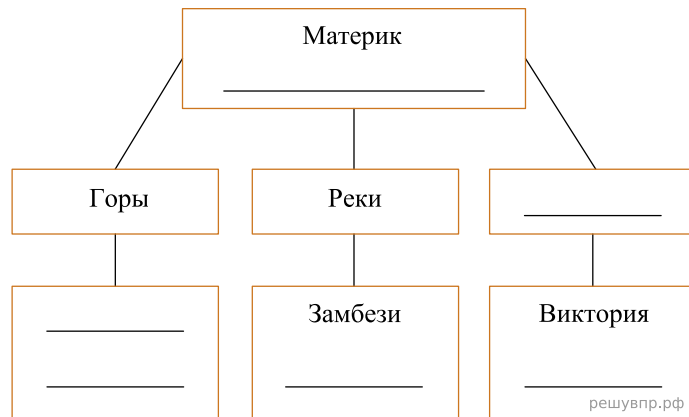 Материк
Горы
Реки
Замбези
Виктория
решувпр.рф